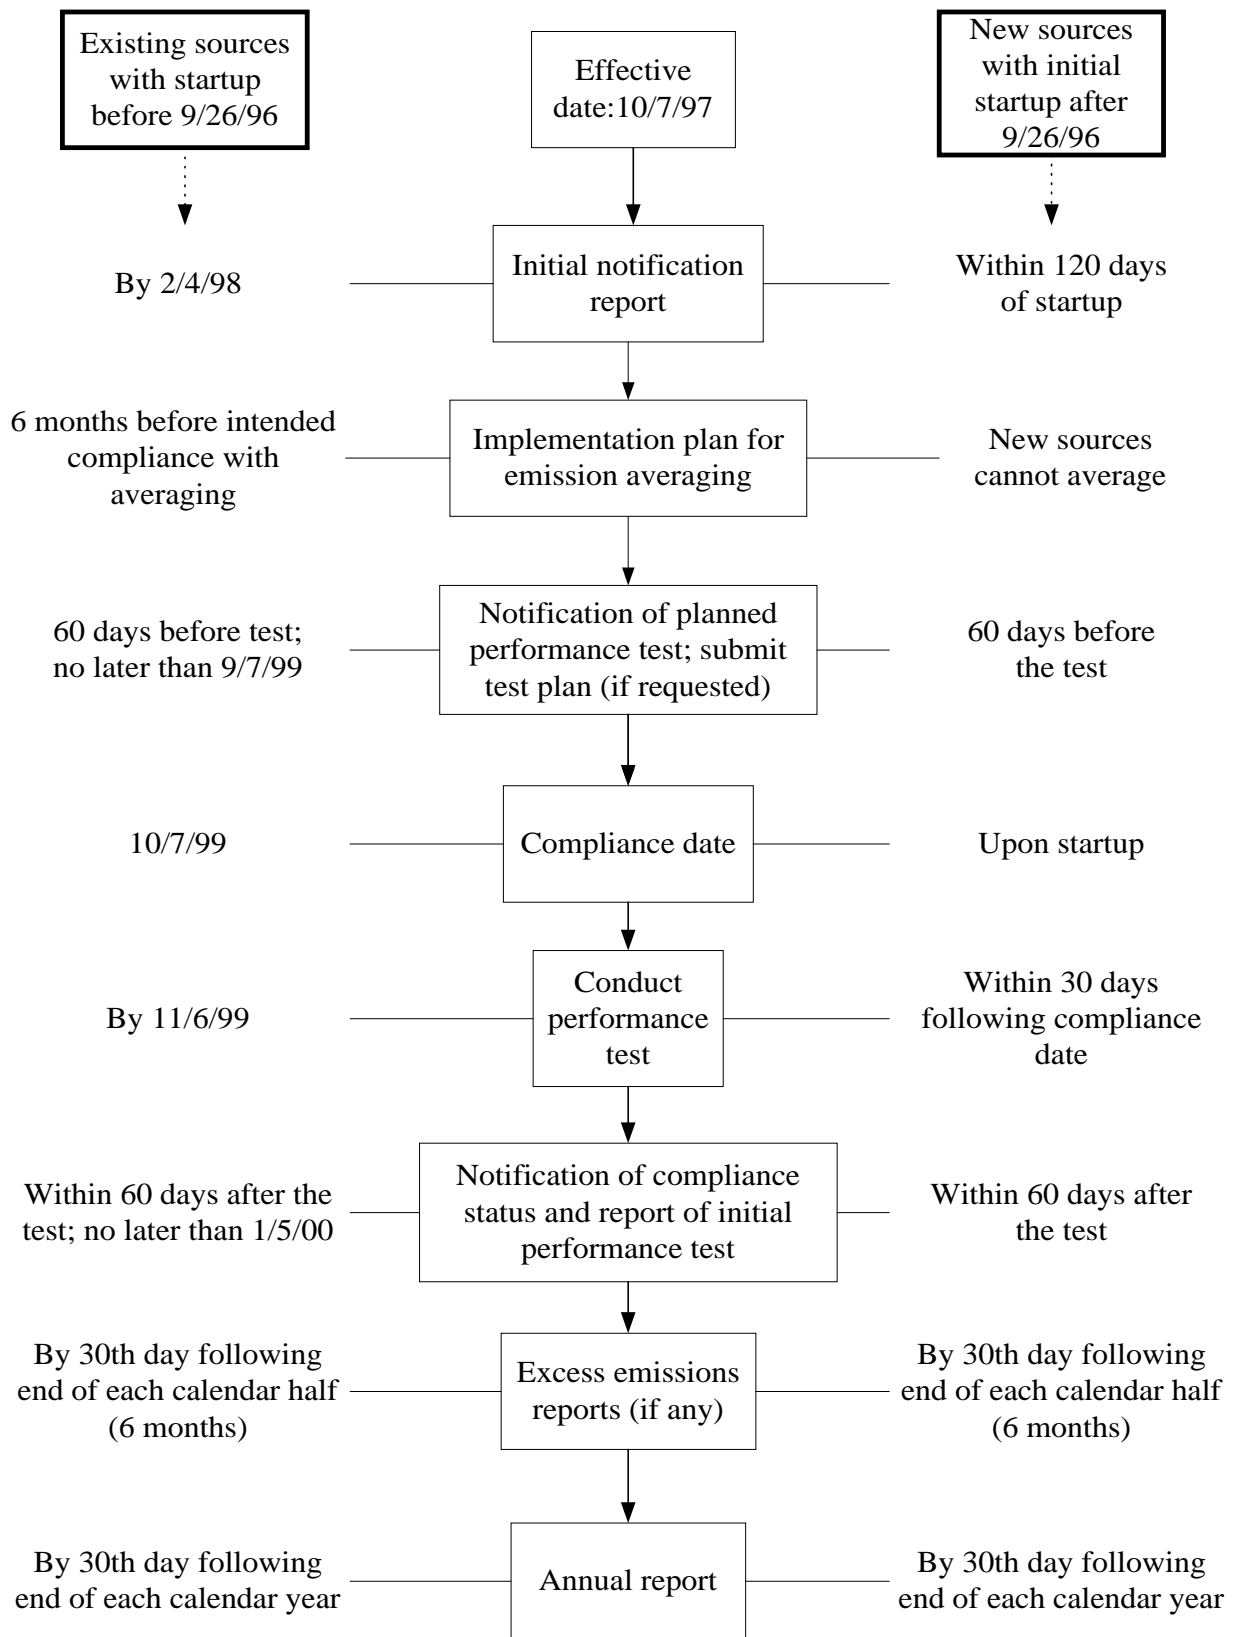 Existing sources
with startup
before 9/26/96
Effective
date:10/7/97
New sources
with initial
startup after
9/26/96
By 2/4/98
Initial notification
report
Within 120 days
of startup
6 months before intended
compliance with
averaging
Implementation plan for
emission averaging
New sources
cannot average
60 days before test;
no later than 9/7/99
Notification of planned
performance test; submit
test plan (if requested)
60 days before
the test
10/7/99
Compliance date
Upon startup
By 11/6/99
Conduct
performance
test
Within 30 days
following compliance
date
Within 60 days after the
test; no later than 1/5/00
Notification of compliance
status and report of initial
performance test
Within 60 days after
the test
By 30th day following
end of each calendar half
(6 months)
Excess emissions
reports (if any)
By 30th day following
end of each calendar half
(6 months)
By 30th day following
end of each calendar year
Annual report
By 30th day following
end of each calendar year